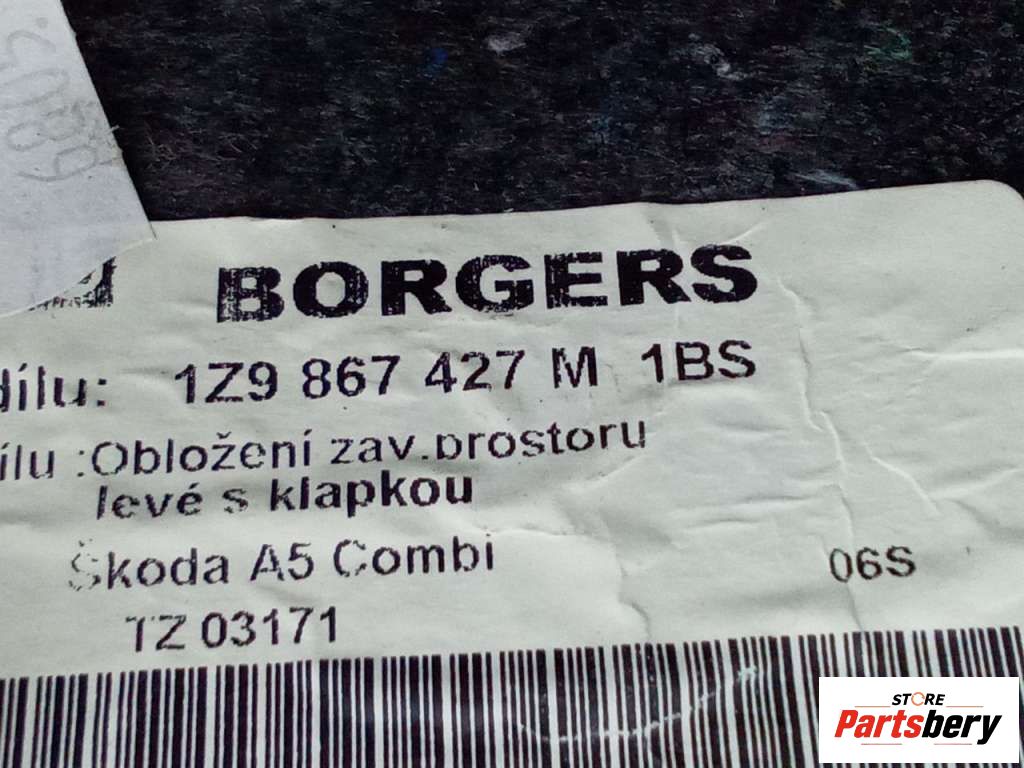 BORGERS
dílu: 1Z9 867 427 M 1BS
ílu :Obložení zav.prostoru
levé s klapkou
Škoda A5 Combi
06S
TZ 03171
STORE
Partsbery